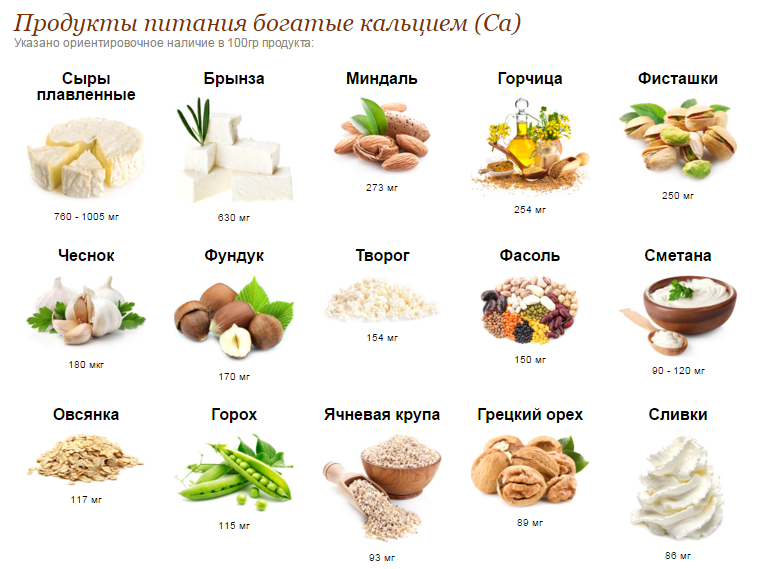 Продукты питания богатые кальцием (Ca)
Указано ориентировочное наличие в 100гр продукта:
Сыры
плавленные
Брынза
Миндаль
Горчица
Фисташки
760 - 1005 мг
630 мг
273 мг
254 мг
250 мг
Чеснок
Фундук
Творог
Фасоль
Сметана
180 мкг
170 мг
154 мг
150 мг
90 - 120 мг
Овсянка
Горох
Ячневая крупа
Грецкий орех
Сливки
117 мг
115 мг
93 мг
89 мг
86 мг